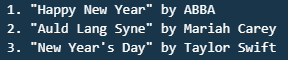 1. "Happy New Year" by ABBA
2. "Auld Lang Syne" by Mariah Carey
3. "New Year's Day" by Taylor Swift